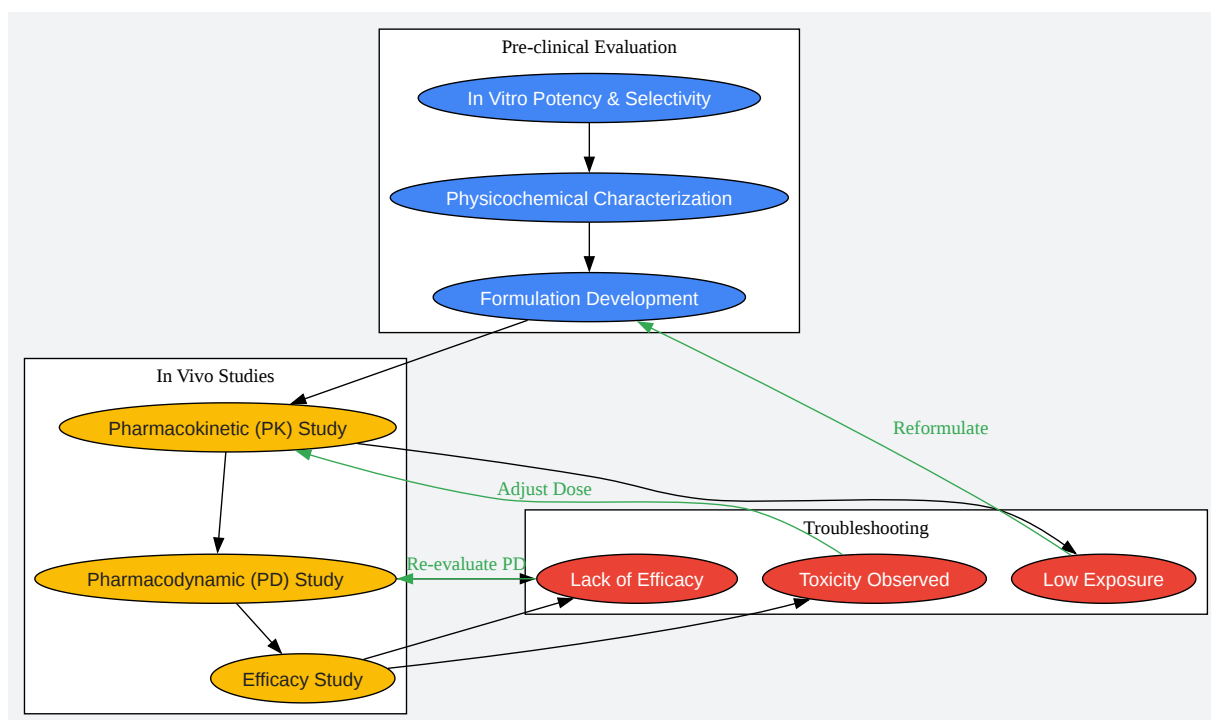 Pre-clinical Evaluation
In Vitro Potency & Selectivity
Physicochemical Characterization
Formulation Development
In Vivo Studies
Pharmacokinetic (PK) Study
Reformulate
Adjust Dose
Troubleshooting
Re-evaluate PD
Pharmacodynamic (PD) Study
Lack of Efficacy
Toxicity Observed
Low Exposure
Efficacy Study